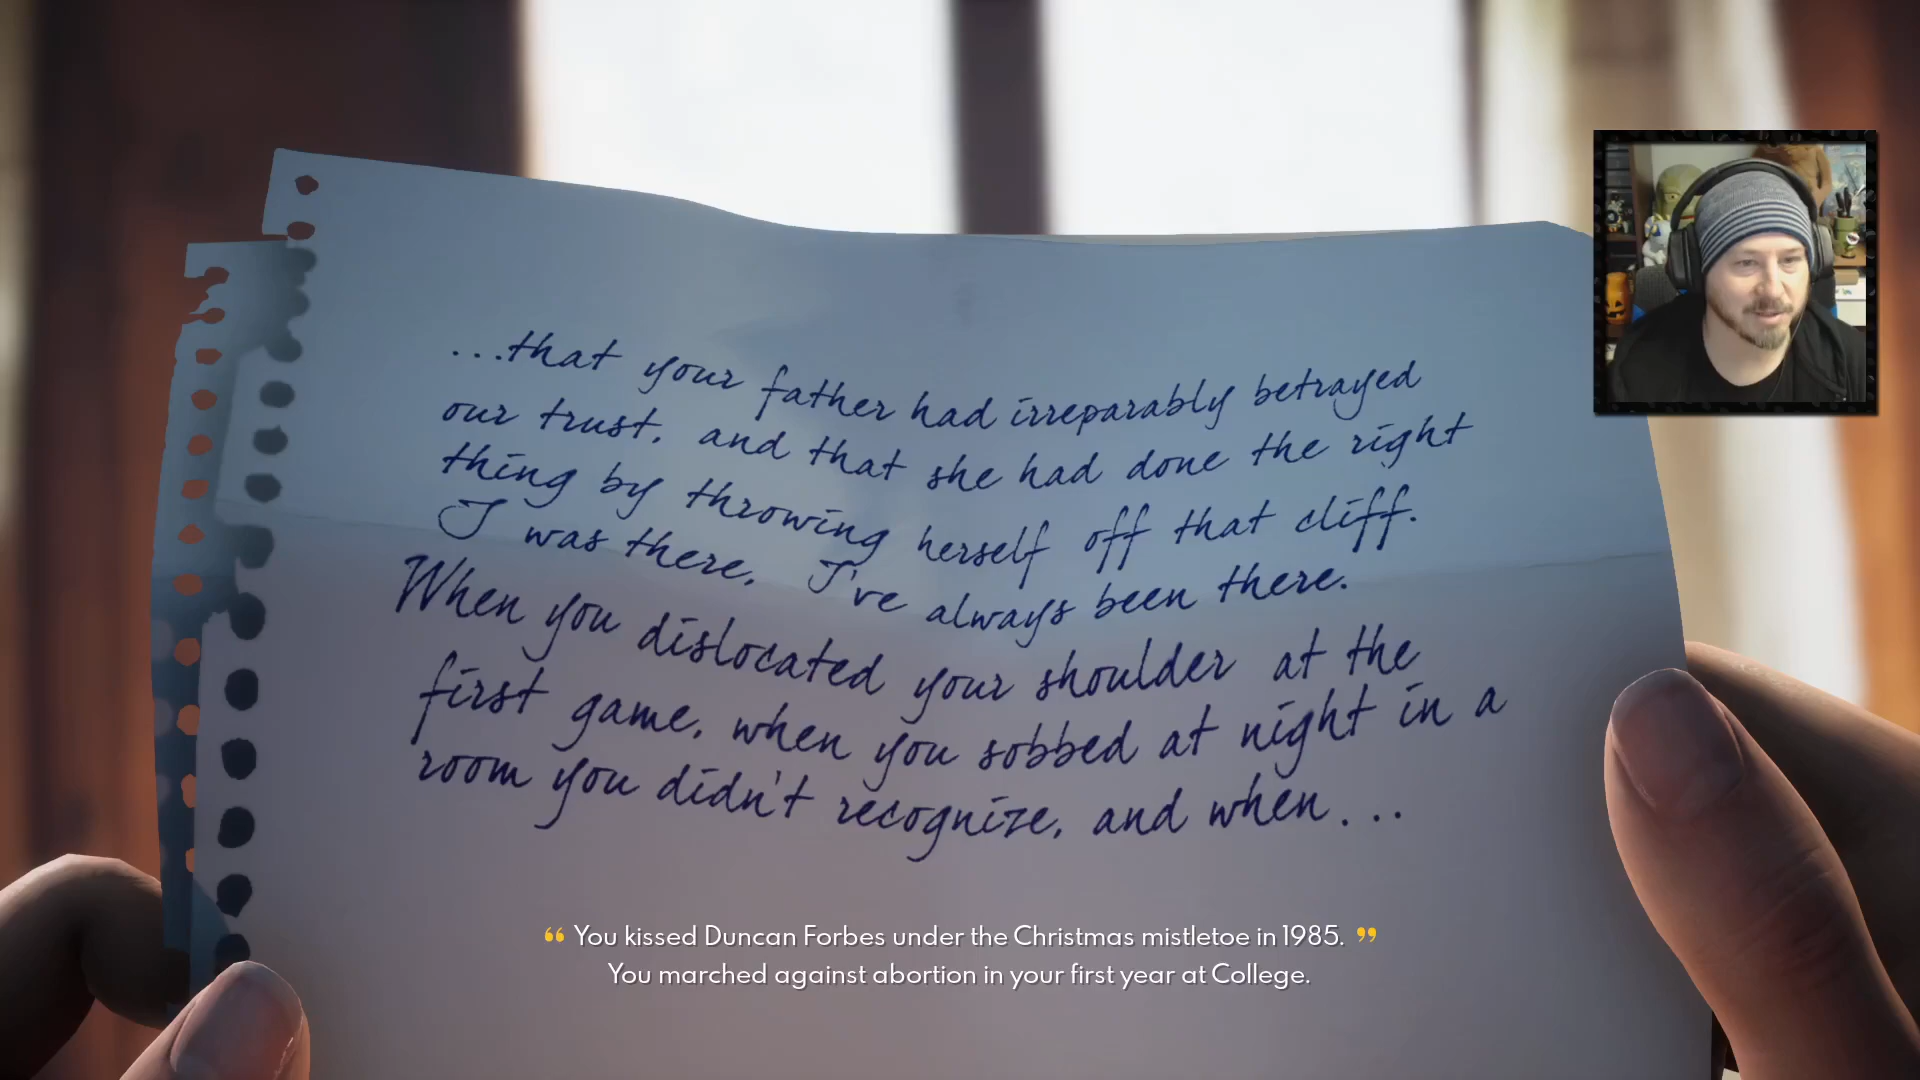 ...that your father had irreparably betrayed
our trust, and that she had done the right
thing by throwing herself off that cliff.
I was there, I've always been there.
When you dislocated your shoulder at the
first game, when you sobbed at night in a
room you didn't recognize, and when...
“ You kissed Duncan Forbes under the Christmas mistletoe in 1985. ”
You marched against abortion in your first year at College.